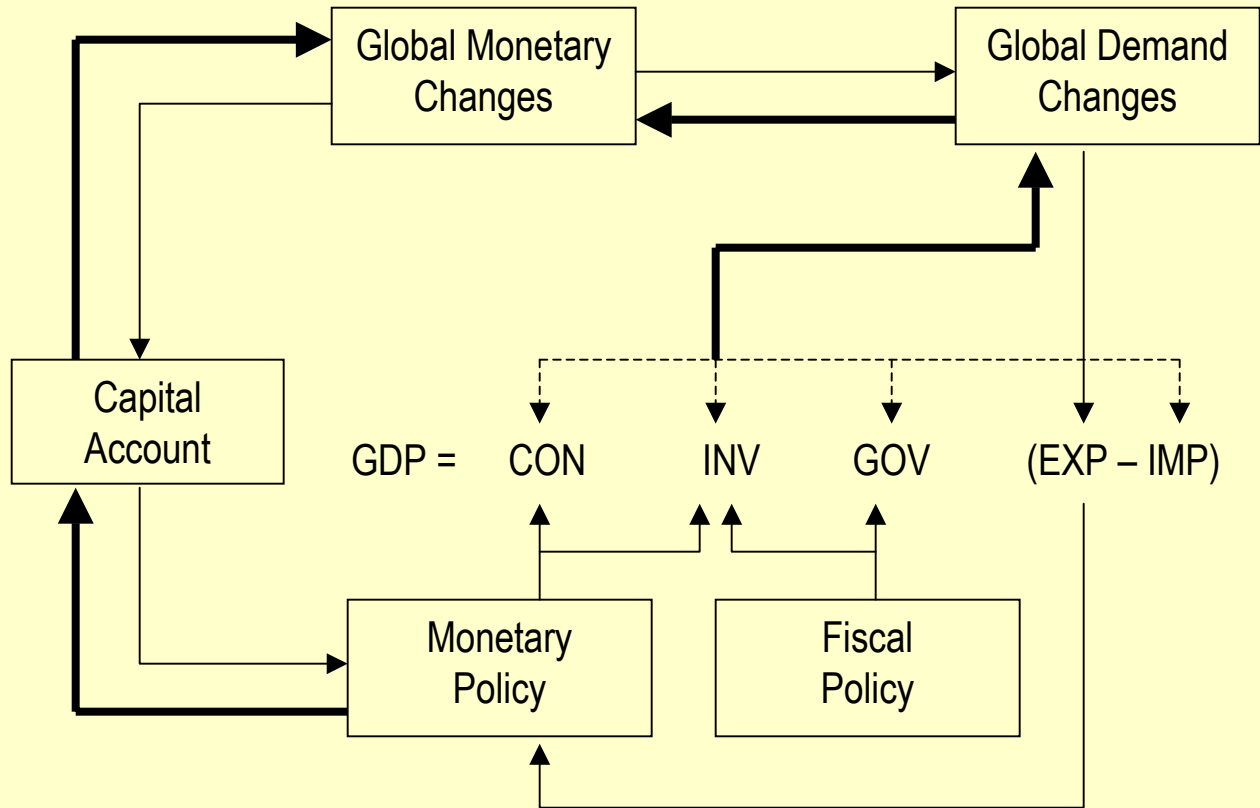 Global Monetary
Changes
Global Demand
Changes
Capital
Account
GDP = CON INV GOV (EXP – IMP)
Monetary
Policy
Fiscal
Policy